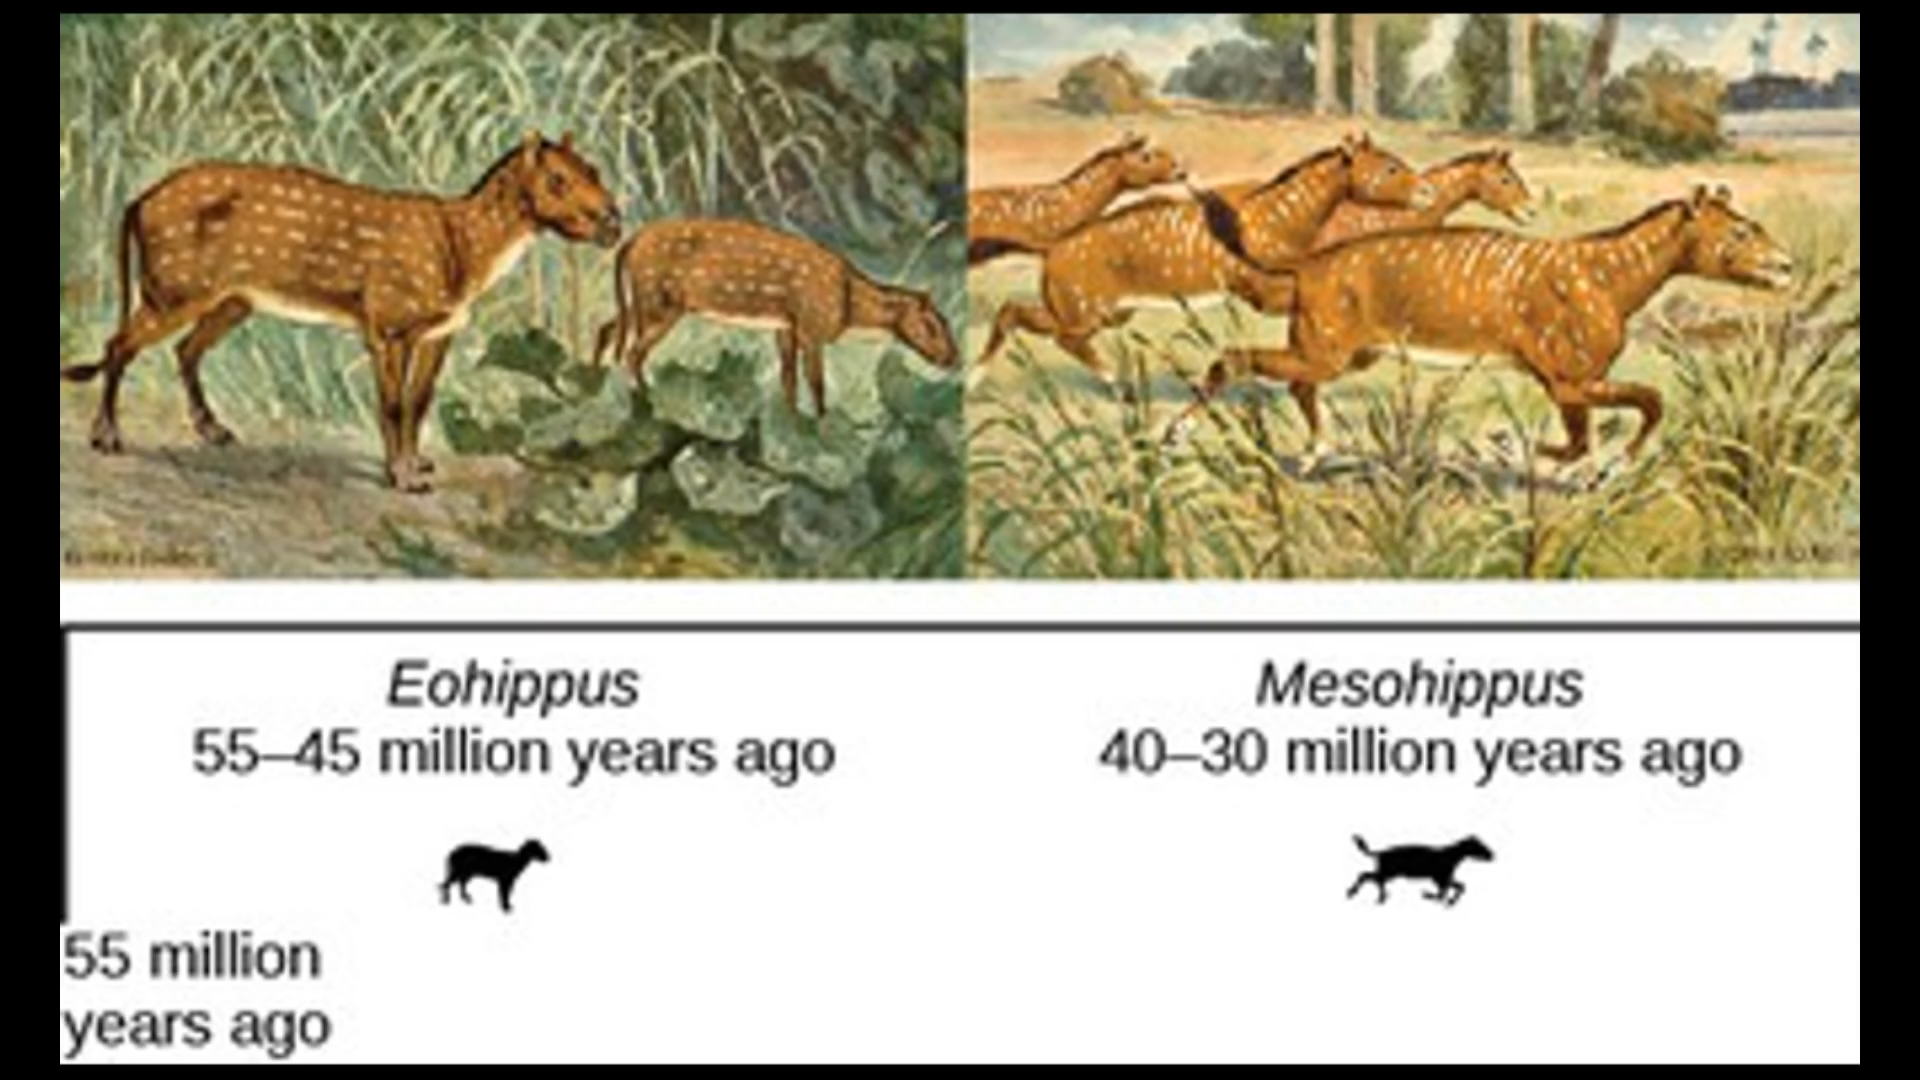 Eohippus
55–45 million years ago
Mesohippus
40–30 million years ago
55 million
years ago